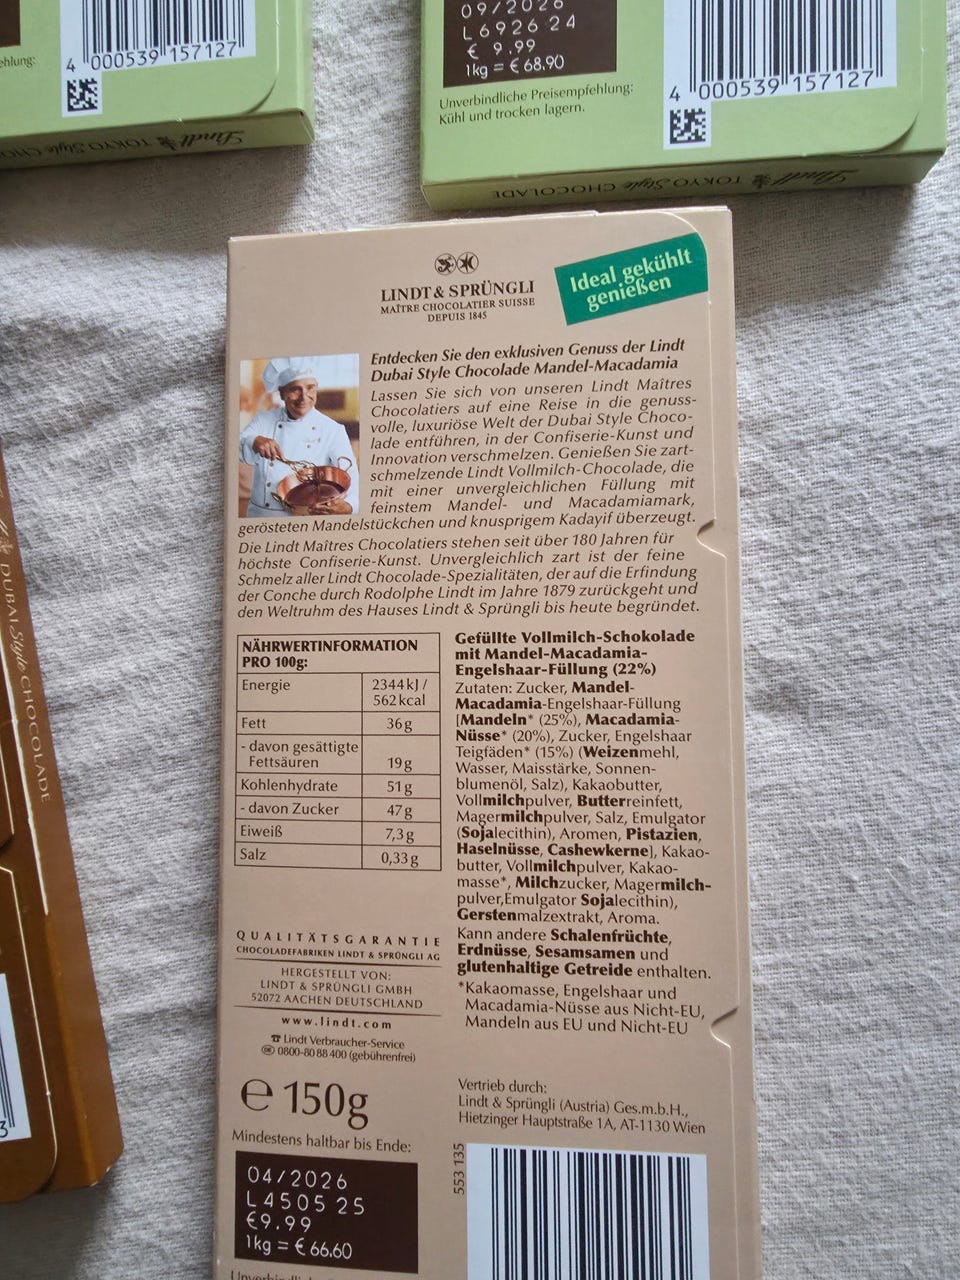 ehlung:
4 000539 157127
Lindt TOKYO Style CHO
09/2026
L6926 24
€ 9.99
1kg = € 68.90
Unverbindliche Preisempfehlung:
Kühl und trocken lagern.
4 000539 157127
Lindt TOKYO Style CHOCOLADE
DUBAI Style CHOCOLADE
LINDT & SPRÜNGLI
MAÎTRE CHOCOLATIER SUISSE
DEPUIS 1845
Ideal gekühlt
genießen
Entdecken Sie den exklusiven Genuss der Lindt
Dubai Style Chocolade Mandel-Macadamia
Lassen Sie sich von unseren Lindt Maîtres
Chocolatiers auf eine Reise in die genuss-
volle, luxuriöse Welt der Dubai Style Choco-
lade entführen, in der Confiserie-Kunst und
Innovation verschmelzen. Genießen Sie zart-
schmelzende Lindt Vollmilch-Chocolade, die
mit einer unvergleichlichen Füllung mit
feinstem Mandel- und Macadamiamark,
gerösteten Mandelstückchen und knusprigem Kadayif überzeugt.
Die Lindt Maîtres Chocolatiers stehen seit über 180 Jahren für
höchste Confiserie-Kunst. Unvergleichlich zart ist der feine
Schmelz aller Lindt Chocolade-Spezialitäten, der auf die Erfindung
der Conche durch Rodolphe Lindt im Jahre 1879 zurückgeht und
den Weltruhm des Hauses Lindt & Sprüngli bis heute begründet.
NÄHRWERTINFORMATION
PRO 100g:
Energie 2344 kJ /
562 kcal
Fett 36 g
- davon gesättigte
Fettsäuren 19 g
Kohlenhydrate 51 g
- davon Zucker 47 g
Eiweiß 7,3 g
Salz 0,33 g
Gefüllte Vollmilch-Schokolade
mit Mandel-Macadamia-
Engelshaar-Füllung (22%)
Zutaten: Zucker, Mandel-
Macadamia-Engelshaar-Füllung
[Mandeln* (25%), Macadamia-
Nüsse* (20%), Zucker, Engelshaar
Teigfäden* (15%) (Weizenmehl,
Wasser, Maisstärke, Sonnen-
blumenöl, Salz), Kakaobutter,
Vollmilchpulver, Butterreinfett,
Magermilchpulver, Salz, Emulgator
(Sojalecithin), Aromen, Pistazien,
Haselnüsse, Cashewkerne], Kakao-
butter, Vollmilchpulver, Kakao-
masse*, Milchzucker, Magermilch-
pulver,Emulgator Sojalecithin),
Gerstenmalzextrakt, Aroma.
Kann andere Schalenfrüchte,
Erdnüsse, Sesamsamen und
glutenhaltige Getreide enthalten.
*Kakaomasse, Engelshaar und
Macadamia-Nüsse aus Nicht-EU,
Mandeln aus EU und Nicht-EU
QUALITÄTSGARANTIE
CHOCOLADEFABRIKEN LINDT & SPRÜNGLI AG
HERGESTELLT VON:
LINDT & SPRÜNGLI GMBH
52072 AACHEN DEUTSCHLAND
www.lindt.com
☎ Lindt Verbraucher-Service
DE 0800-80 88 400 (gebührenfrei)
e 150g
Mindestens haltbar bis Ende:
04/2026
L4505 25
€9.99
1kg = € 66.60
Vertrieb durch:
Lindt & Sprüngli (Austria) Ges.m.b.H.,
Hietzinger Hauptstraße 1A, AT-1130 Wien
553 135